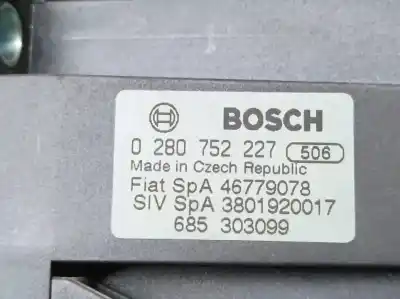 BOSCH
0 280 752 227 506
Made in Czech Republic
Fiat SpA 46779078
SIV SpA 3801920017
685 303099